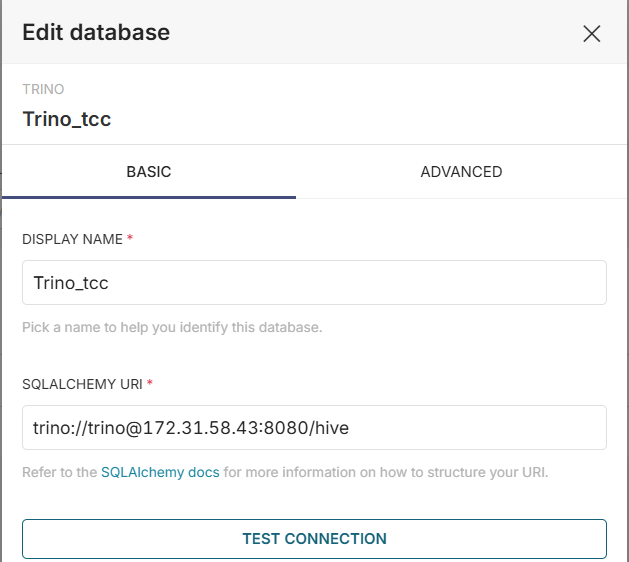 Edit database
TRINO
Trino_tcc
BASIC
ADVANCED
DISPLAY NAME *
Trino_tcc
Pick a name to help you identify this database.
SQLALCHEMY URI *
trino://trino@172.31.58.43:8080/hive
Refer to the SQLAlchemy docs for more information on how to structure your URI.
TEST CONNECTION